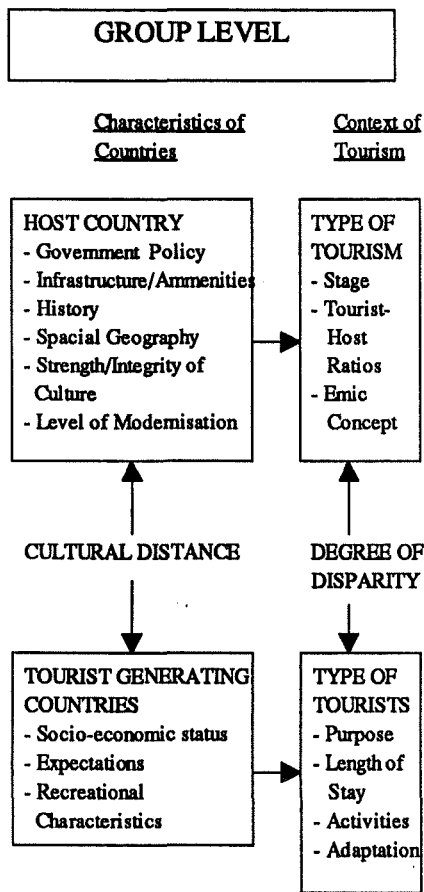 GROUP LEVEL
Characteristics of
Countries
Context of
Tourism
HOST COUNTRY
- Government Policy
- Infrastructure/Ammenities
- History
- Spacial Geography
- Strength/Integrity of
Culture
- Level of Modernisation
TYPE OF
TOURISM
- Stage
- Tourist-
Host
Ratios
- Emic
Concept
CULTURAL DISTANCE
DEGREE OF
DISPARITY
TOURIST GENERATING
COUNTRIES
- Socio-economic status
- Expectations
- Recreational
Characteristics
TYPE OF
TOURISTS
- Purpose
- Length of
Stay
- Activities
- Adaptation